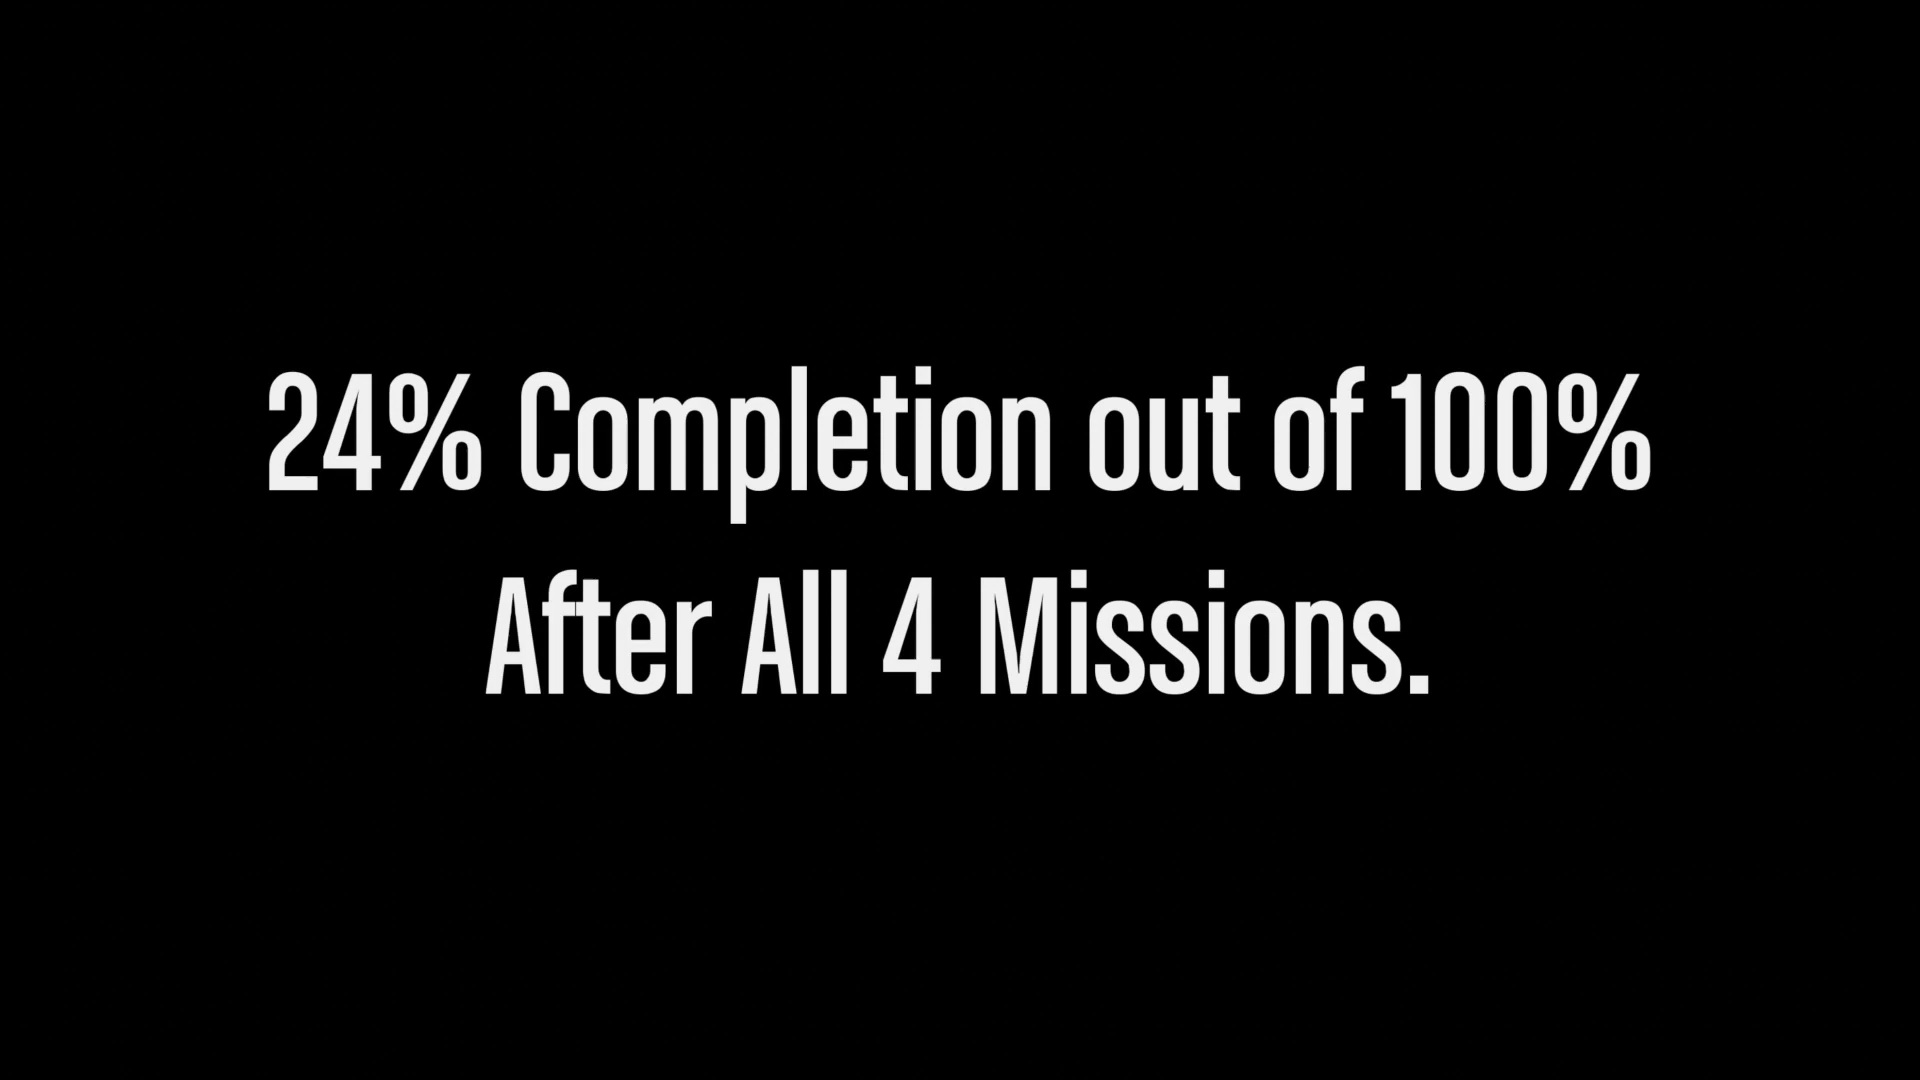 24% Completion out of 100%
After All 4 Missions.